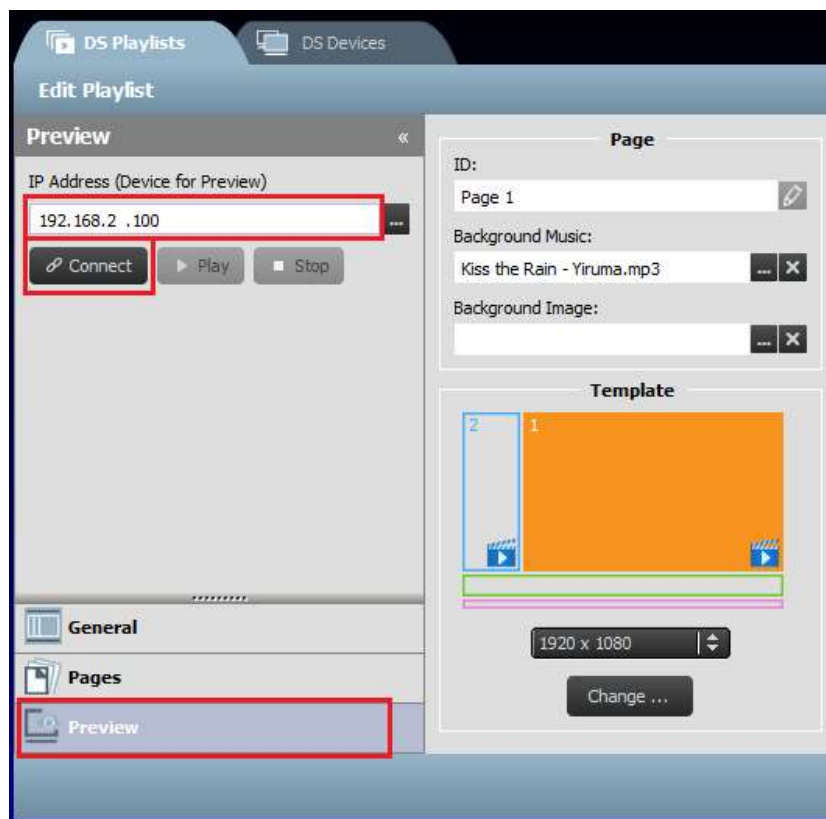 DS Playlists
DS Devices
Edit Playlist
Preview «
IP Address (Device for Preview)
192.168.2 .100
...
Connect
Play
Stop
General
Pages
Preview
Page
ID:
Page 1
Background Music:
Kiss the Rain - Yiruma.mp3
...
Background Image:
...
Template
2
1
1920 x 1080
Change ...